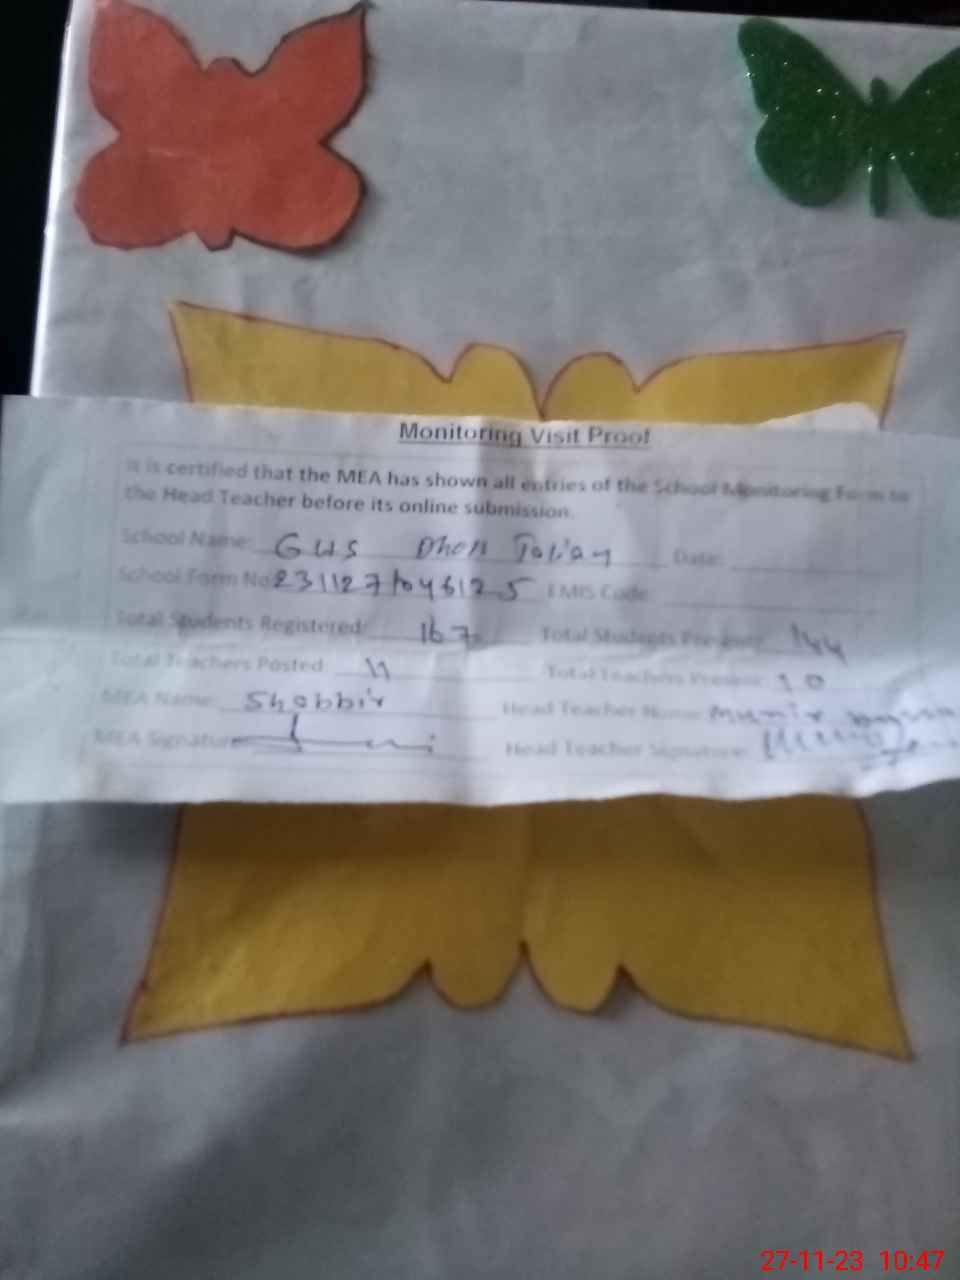 Monitoring Visit Proof
It is certified that the MEA has shown all entries of the School Monitoring Form to
the Head Teacher before its online submission.
School Name: GHS Dhon Date:
School Form No EMIS Code
Total Students Registered: 167 Total Students Present: 144
Total Teachers Posted 11 Total Teachers Present: 10
MEA Name: Shabbir Head Teacher Name: Munir
MEA Signature Head Teacher Signature:
27-11-23 10:47